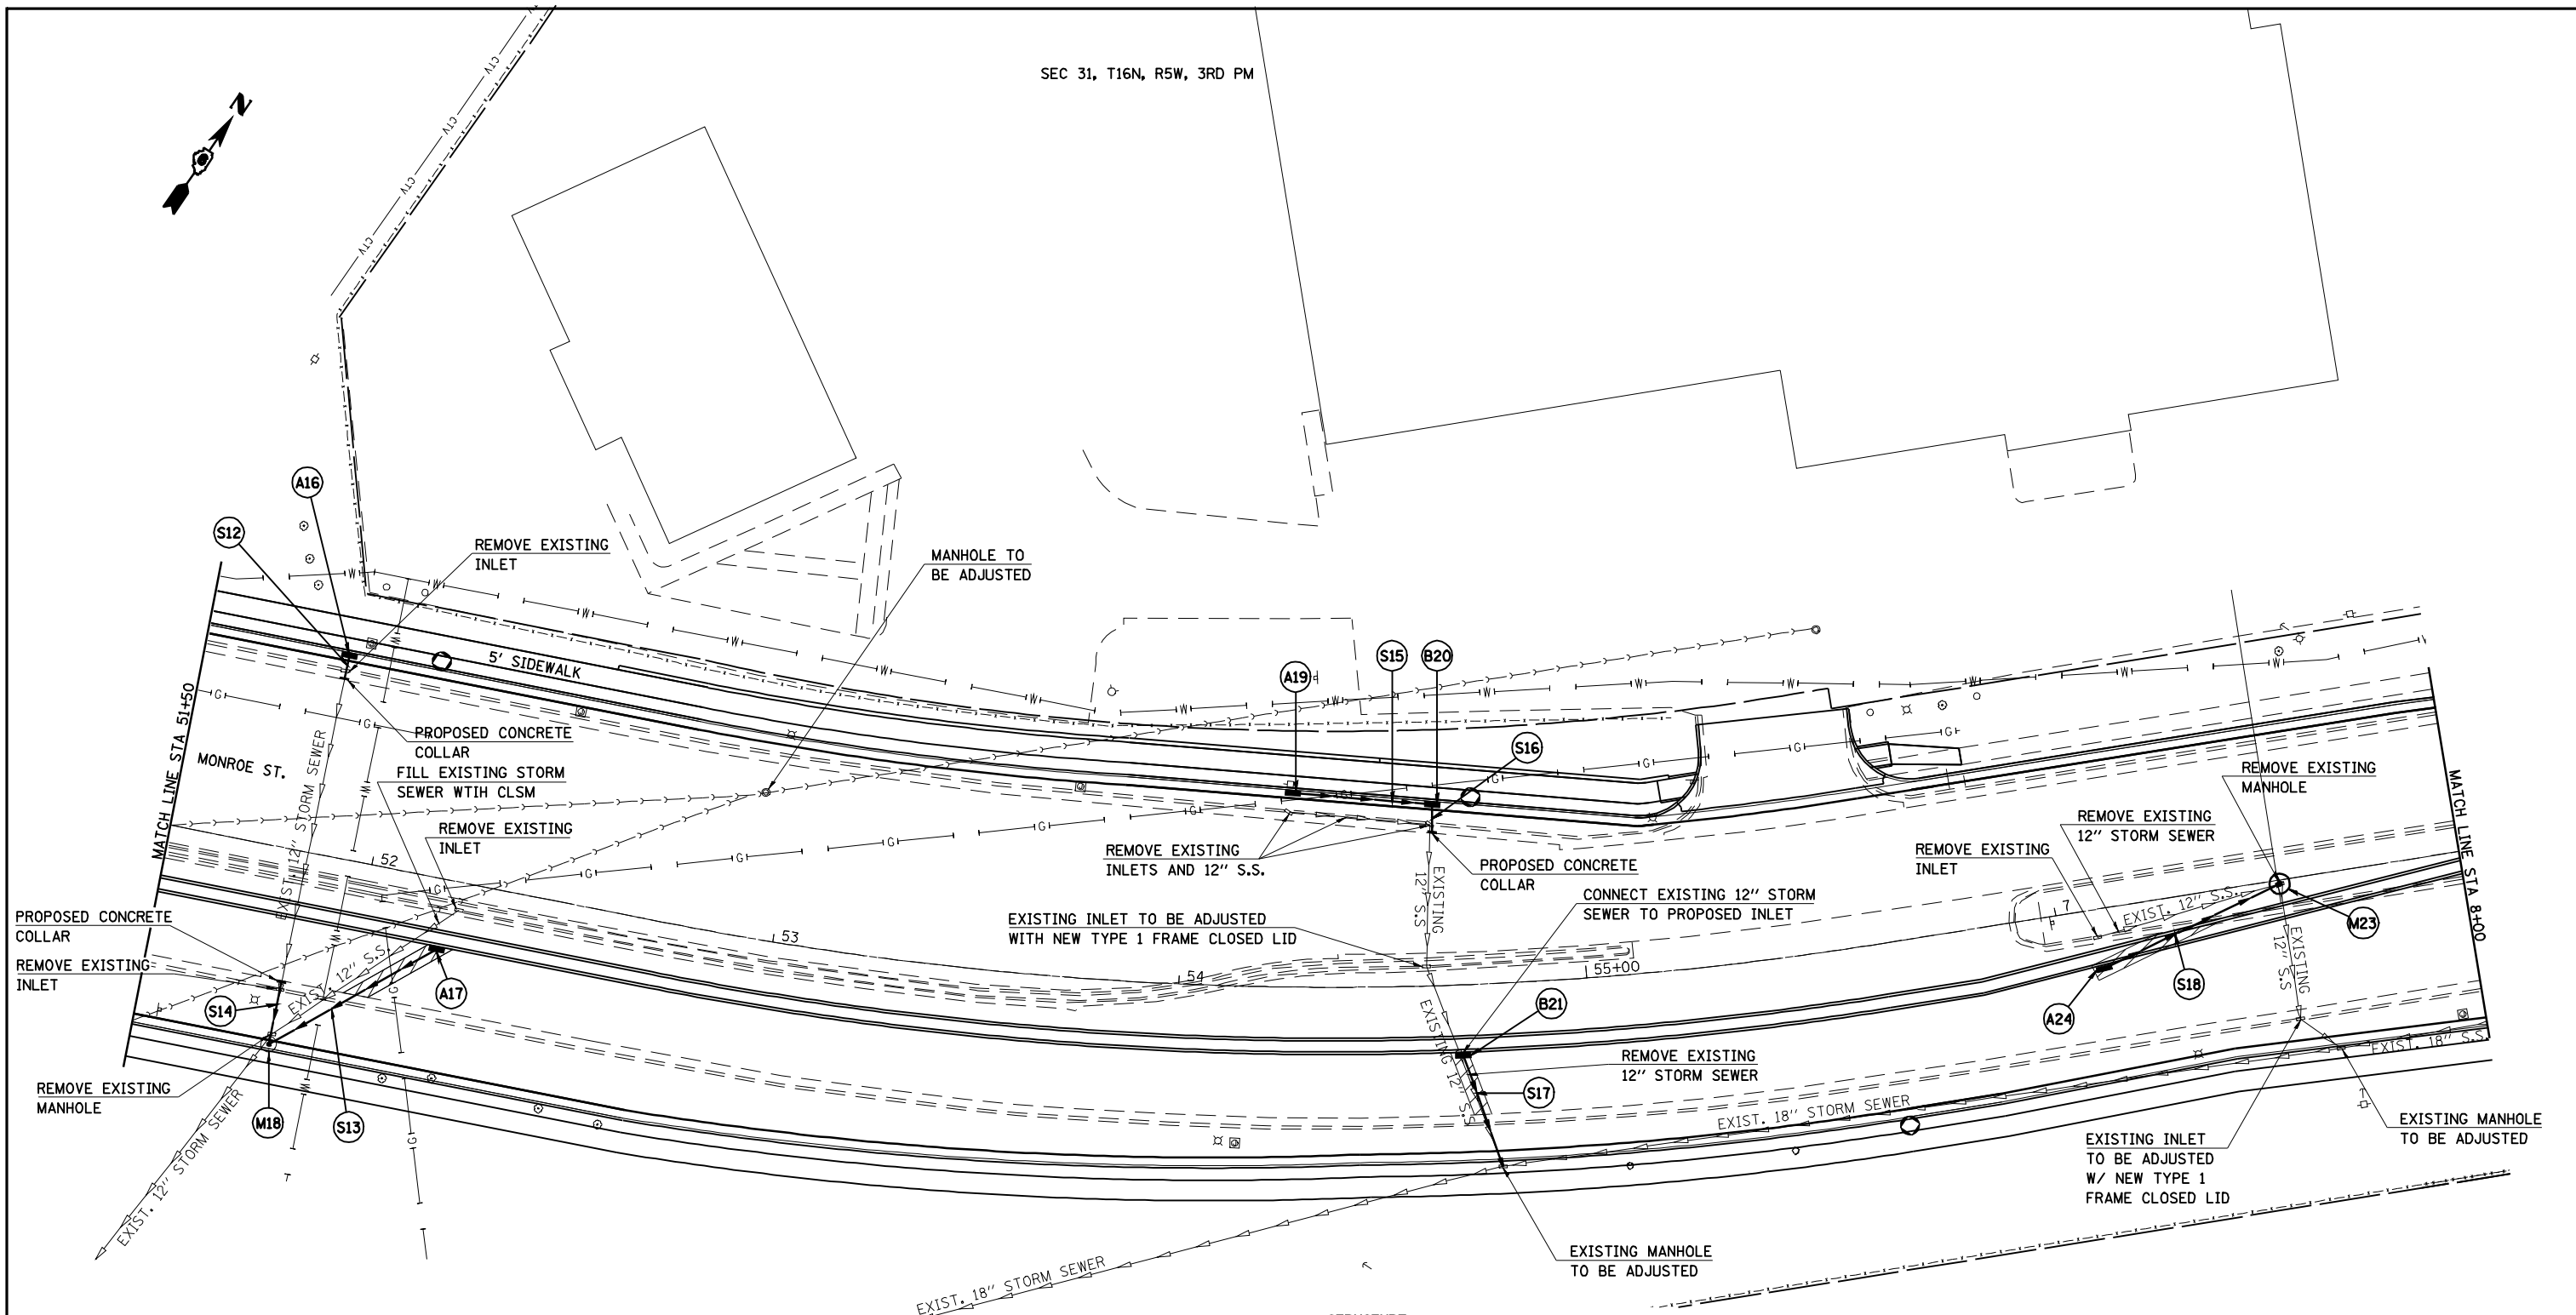 SEC 31, T16N, R5W, 3RD PM
N
CTV
CTV
CTV
CTV
CTV
A16
S12
REMOVE EXISTING
INLET
MANHOLE TO
BE ADJUSTED
5' SIDEWALK
A19
S15
B20
S16
MATCH LINE STA 51+50
MONROE ST.
EXIST. 12" STORM SEWER
PROPOSED CONCRETE
COLLAR
FILL EXISTING STORM
SEWER WTIH CLSM
REMOVE EXISTING
INLET
52
53
54
55+00
7
REMOVE EXISTING
INLETS AND 12" S.S.
PROPOSED CONCRETE
COLLAR
EXISTING
12" S.S
CONNECT EXISTING 12" STORM
SEWER TO PROPOSED INLET
EXISTING INLET TO BE ADJUSTED
WITH NEW TYPE 1 FRAME CLOSED LID
REMOVE EXISTING
MANHOLE
REMOVE EXISTING
12" STORM SEWER
REMOVE EXISTING
INLET
EXIST. 12" S.S.
M23
MATCH LINE STA 8+00
PROPOSED CONCRETE
COLLAR
REMOVE EXISTING
INLET
EXIST. 12" S.S.
A17
S14
REMOVE EXISTING
MANHOLE
M18
S13
EXIST. 12" STORM SEWER
B21
EXISTING 12" S.S
REMOVE EXISTING
12" STORM SEWER
S17
EXIST. 18" STORM SEWER
A24
S18
EXISTING
12" S.S
EXIST. 18" S.S.
EXISTING MANHOLE
TO BE ADJUSTED
EXISTING INLET
TO BE ADJUSTED
W/ NEW TYPE 1
FRAME CLOSED LID
EXISTING MANHOLE
TO BE ADJUSTED
EXIST. 18" STORM SEWER